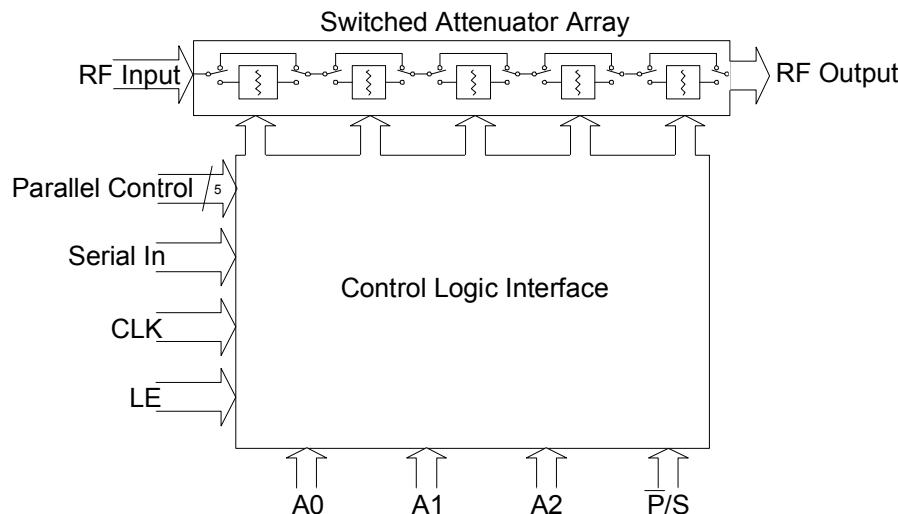 Switched Attenuator Array
RF Input
RF Output
Parallel Control
5
Serial In
Control Logic Interface
CLK
LE
A0
A1
A2
P̅/S